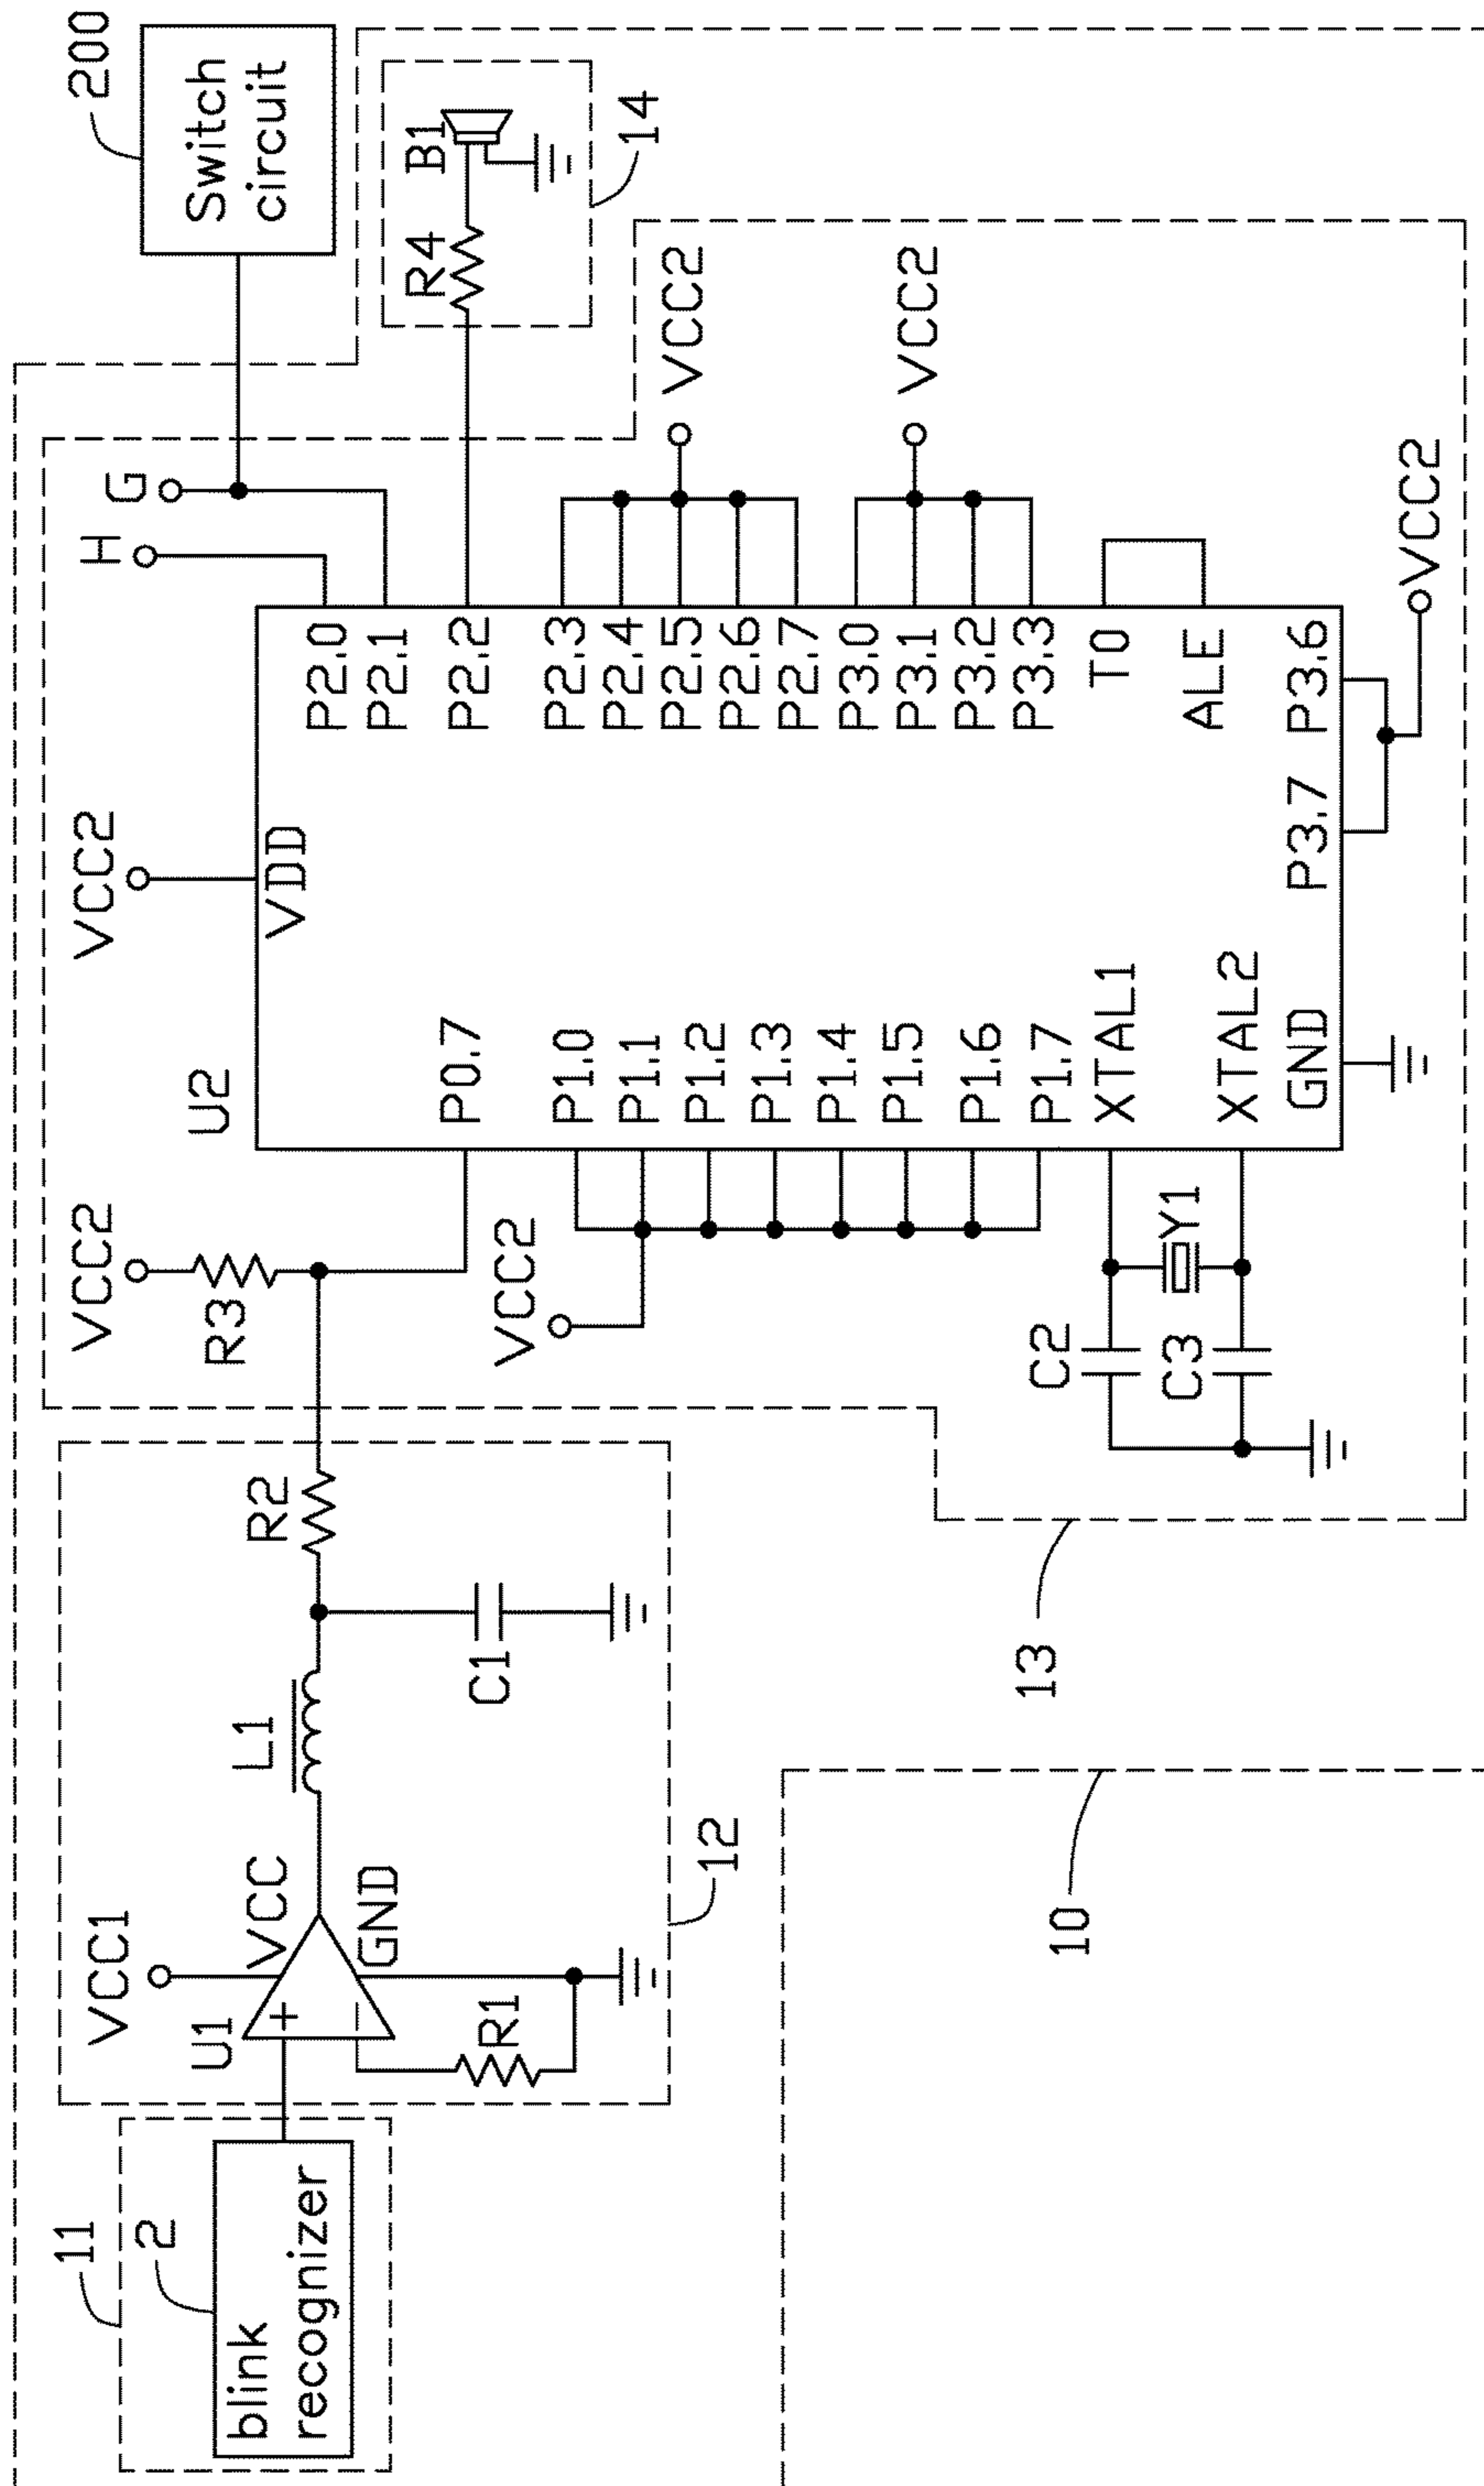 11
2
blink
recognizer
VCC1
U1
VCC
+
−
GND
R1
12
L1
C1
R2
10
13
VCC2
R3
VCC2
C2
C3
Y1
U2
VCC2
VDD
P0.7
P1.0
P1.1
P1.2
P1.3
P1.4
P1.5
P1.6
P1.7
XTAL1
XTAL2
GND
P3.7
P3.6
VCC2
P2.0
P2.1
P2.2
P2.3
P2.4
P2.5
P2.6
P2.7
P3.0
P3.1
P3.2
P3.3
T0
ALE
H
G
VCC2
VCC2
R4
B1
14
200
Switch
circuit